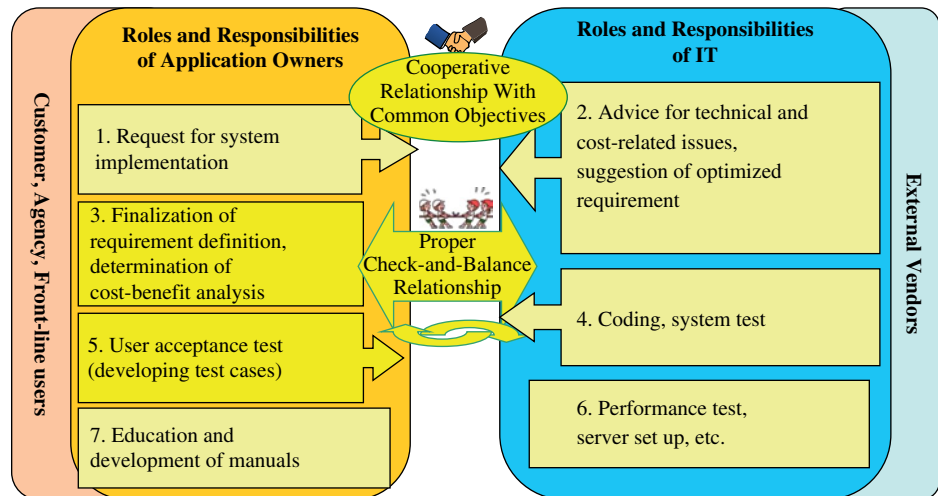 Customer, Agency, Front-line users
Roles and Responsibilities
of Application Owners
1. Request for system
implementation
3. Finalization of
requirement definition,
determination of
cost-benefit analysis
5. User acceptance test
(developing test cases)
7. Education and
development of manuals
Cooperative
Relationship With
Common Objectives
Proper
Check-and-Balance
Relationship
Roles and Responsibilities
of IT
2. Advice for technical and
cost-related issues,
suggestion of optimized
requirement
4. Coding, system test
6. Performance test,
server set up, etc.
External Vendors